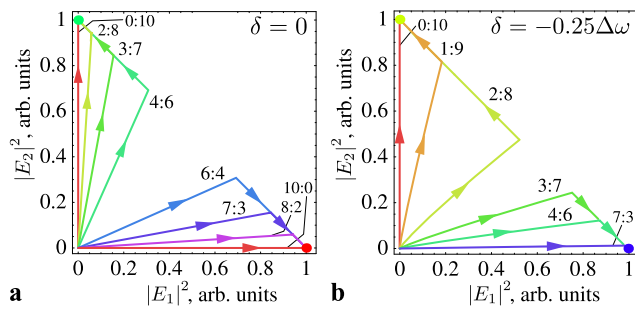 δ = 0
0:10
2:8
3:7
4:6
6:4
7:3
8:2
10:0
1
0.8
0.6
0.4
0.2
0
0 0.2 0.4 0.6 0.8 1
|E₂|², arb. units
|E₁|², arb. units
a
δ = −0.25Δω
0:10
1:9
2:8
3:7
4:6
7:3
1
0.8
0.6
0.4
0.2
0
0 0.2 0.4 0.6 0.8 1
|E₂|², arb. units
|E₁|², arb. units
b